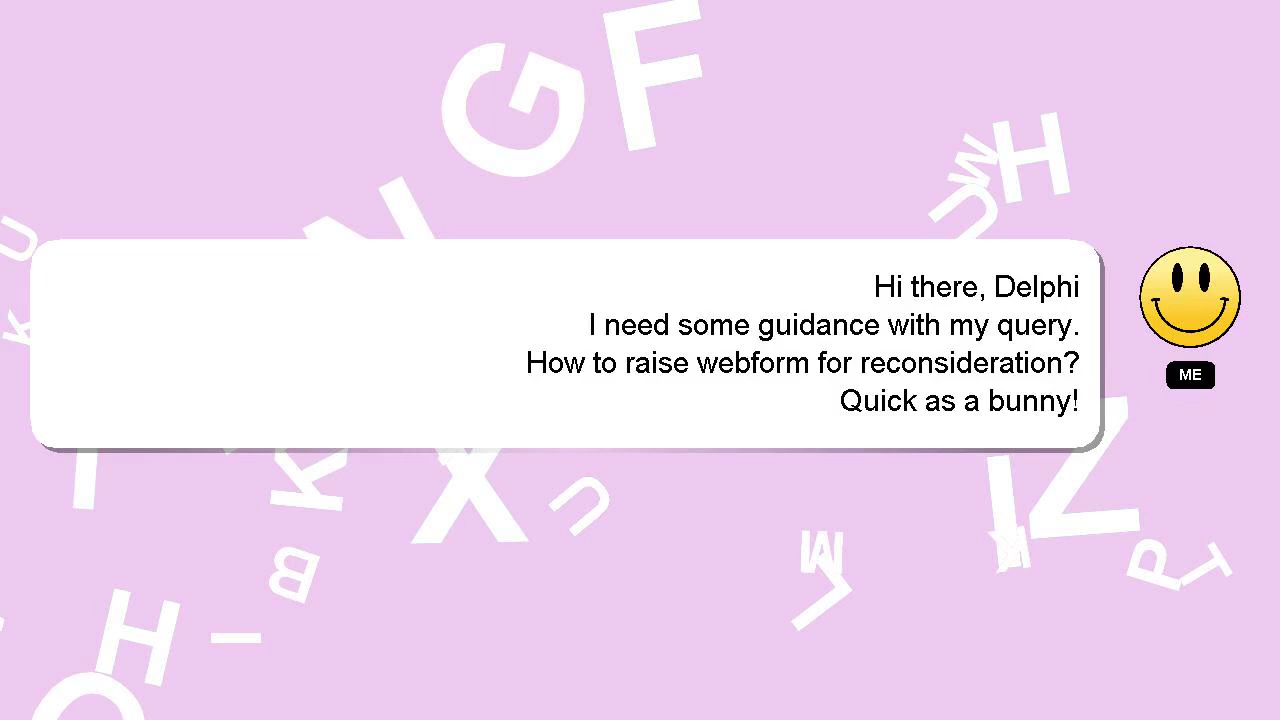 Hi there, Delphi
I need some guidance with my query.
How to raise webform for reconsideration?
Quick as a bunny!
ME